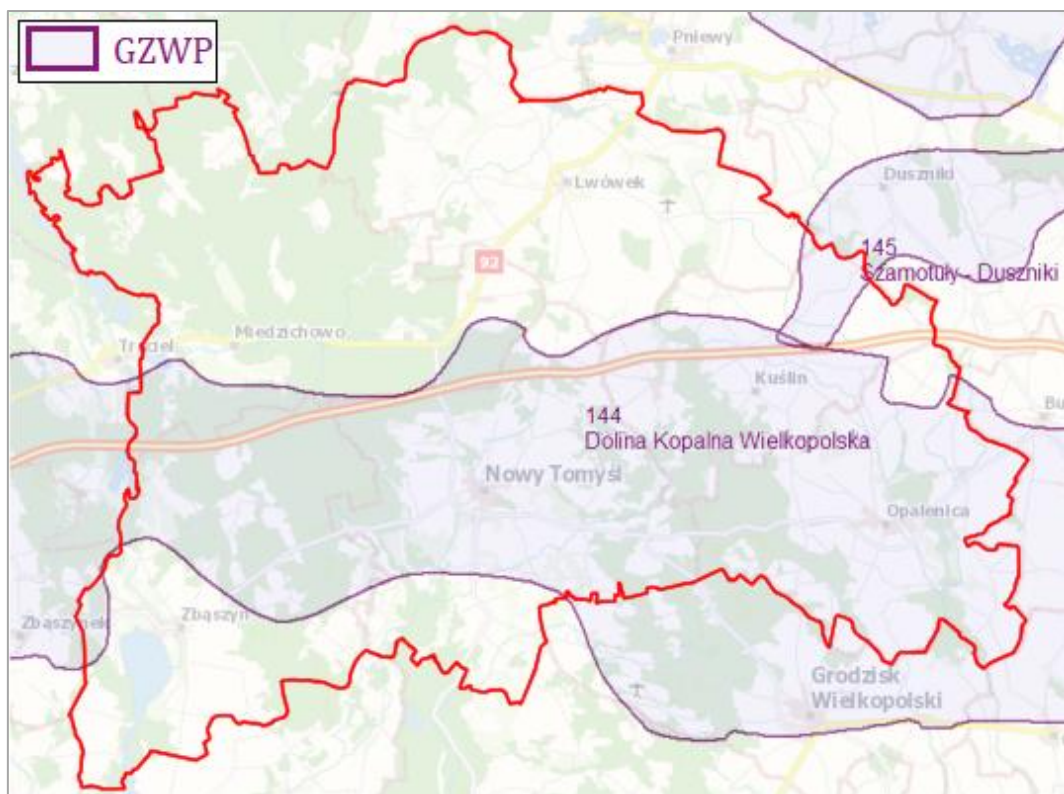 GZWP
Pniewy
Duszniki
Lwówek
145
Szamotuły - Duszniki
92
Miedzichowo
Trzciel
Kuślin
144
Dolina Kopalna Wielkopolska
Nowy Tomyśl
Opalenica
Zbąszynek
Zbąszyń
Grodzisk
Wielkopolski